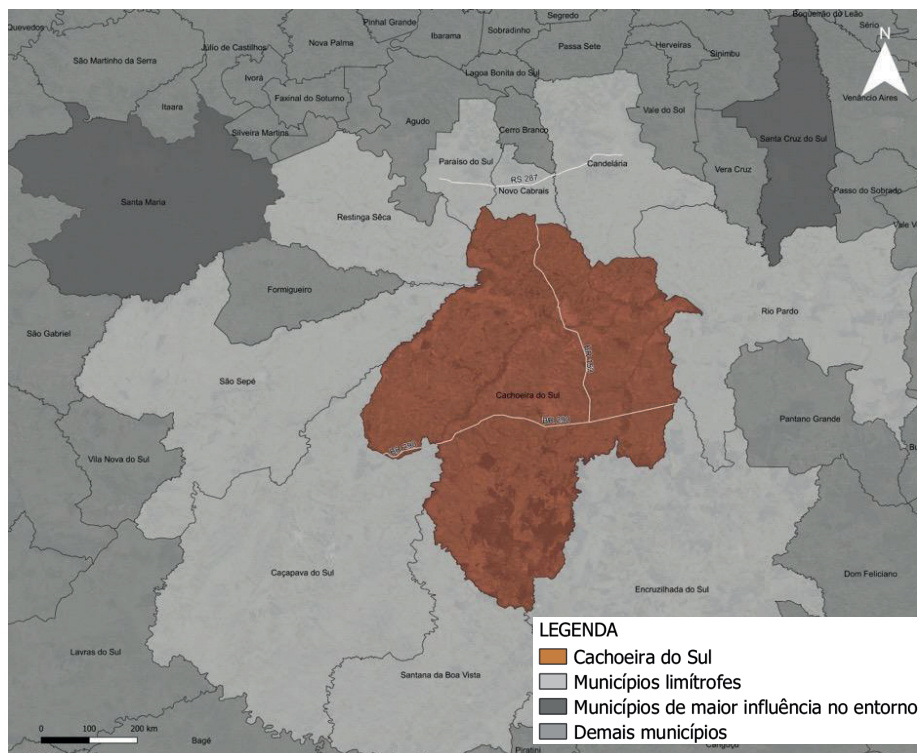 Quevedos
Pinhal Grande
Segredo
Boqueirão do Leão
Sério
Júlio de Castilhos
Nova Palma
Ibarama
Sobradinho
Passa Sete
Herveiras
Sinimbu
N
São Martinho da Serra
Ivorá
Lagoa Bonita do Sul
Itaara
Faxinal do Soturno
Venâncio Aires
Silveira Martins
Agudo
Cerro Branco
Vale do Sol
Santa Cruz do Sul
Paraíso do Sul
Candelária
Vera Cruz
RS 287
Novo Cabrais
Passo do Sobrado
Santa Maria
Restinga Sêca
Formigueiro
Rio Pardo
São Gabriel
São Sepé
Cachoeira do Sul
Pantano Grande
Vila Nova do Sul
Caçapava do Sul
Encruzilhada do Sul
Dom Feliciano
Lavras do Sul
Santana da Boa Vista
LEGENDA
Cachoeira do Sul
Municípios limítrofes
Municípios de maior influência no entorno
Demais municípios
0 100 200 km
Bagé
Piratini